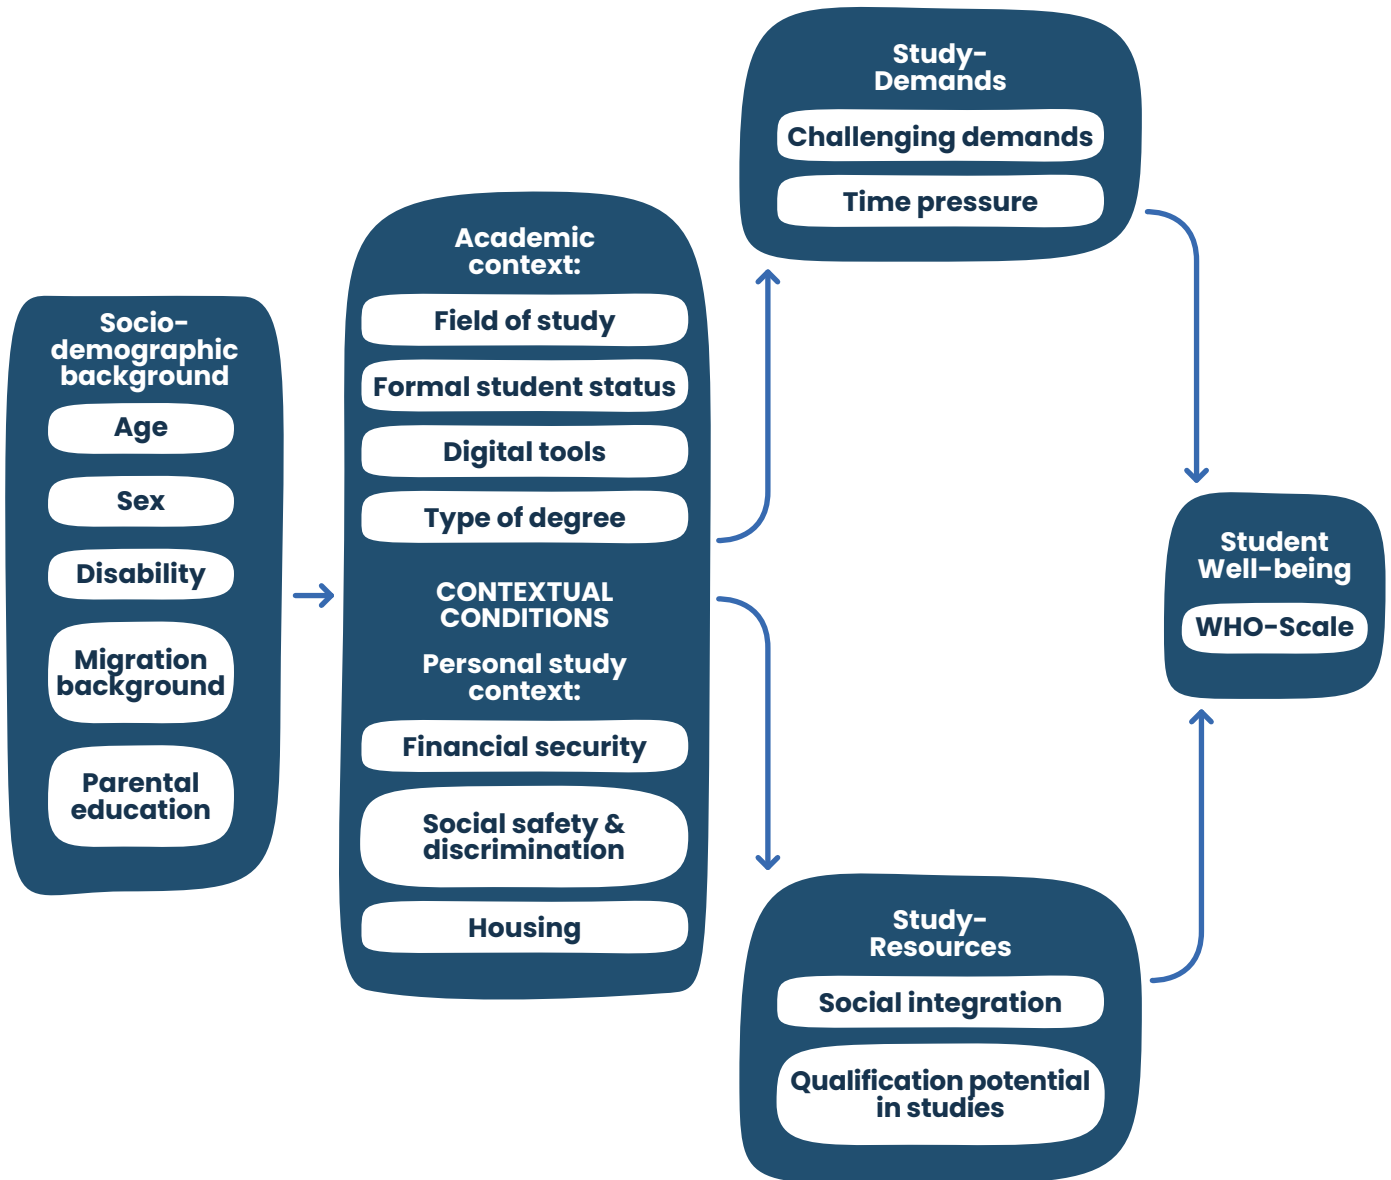 Socio-
demographic
background
Age
Sex
Disability
Migration
background
Parental
education
Academic
context:
Field of study
Formal student status
Digital tools
Type of degree
CONTEXTUAL
CONDITIONS
Personal study
context:
Financial security
Social safety &
discrimination
Housing
Study-
Demands
Challenging demands
Time pressure
Study-
Resources
Social integration
Qualification potential
in studies
Student
Well-being
WHO-Scale